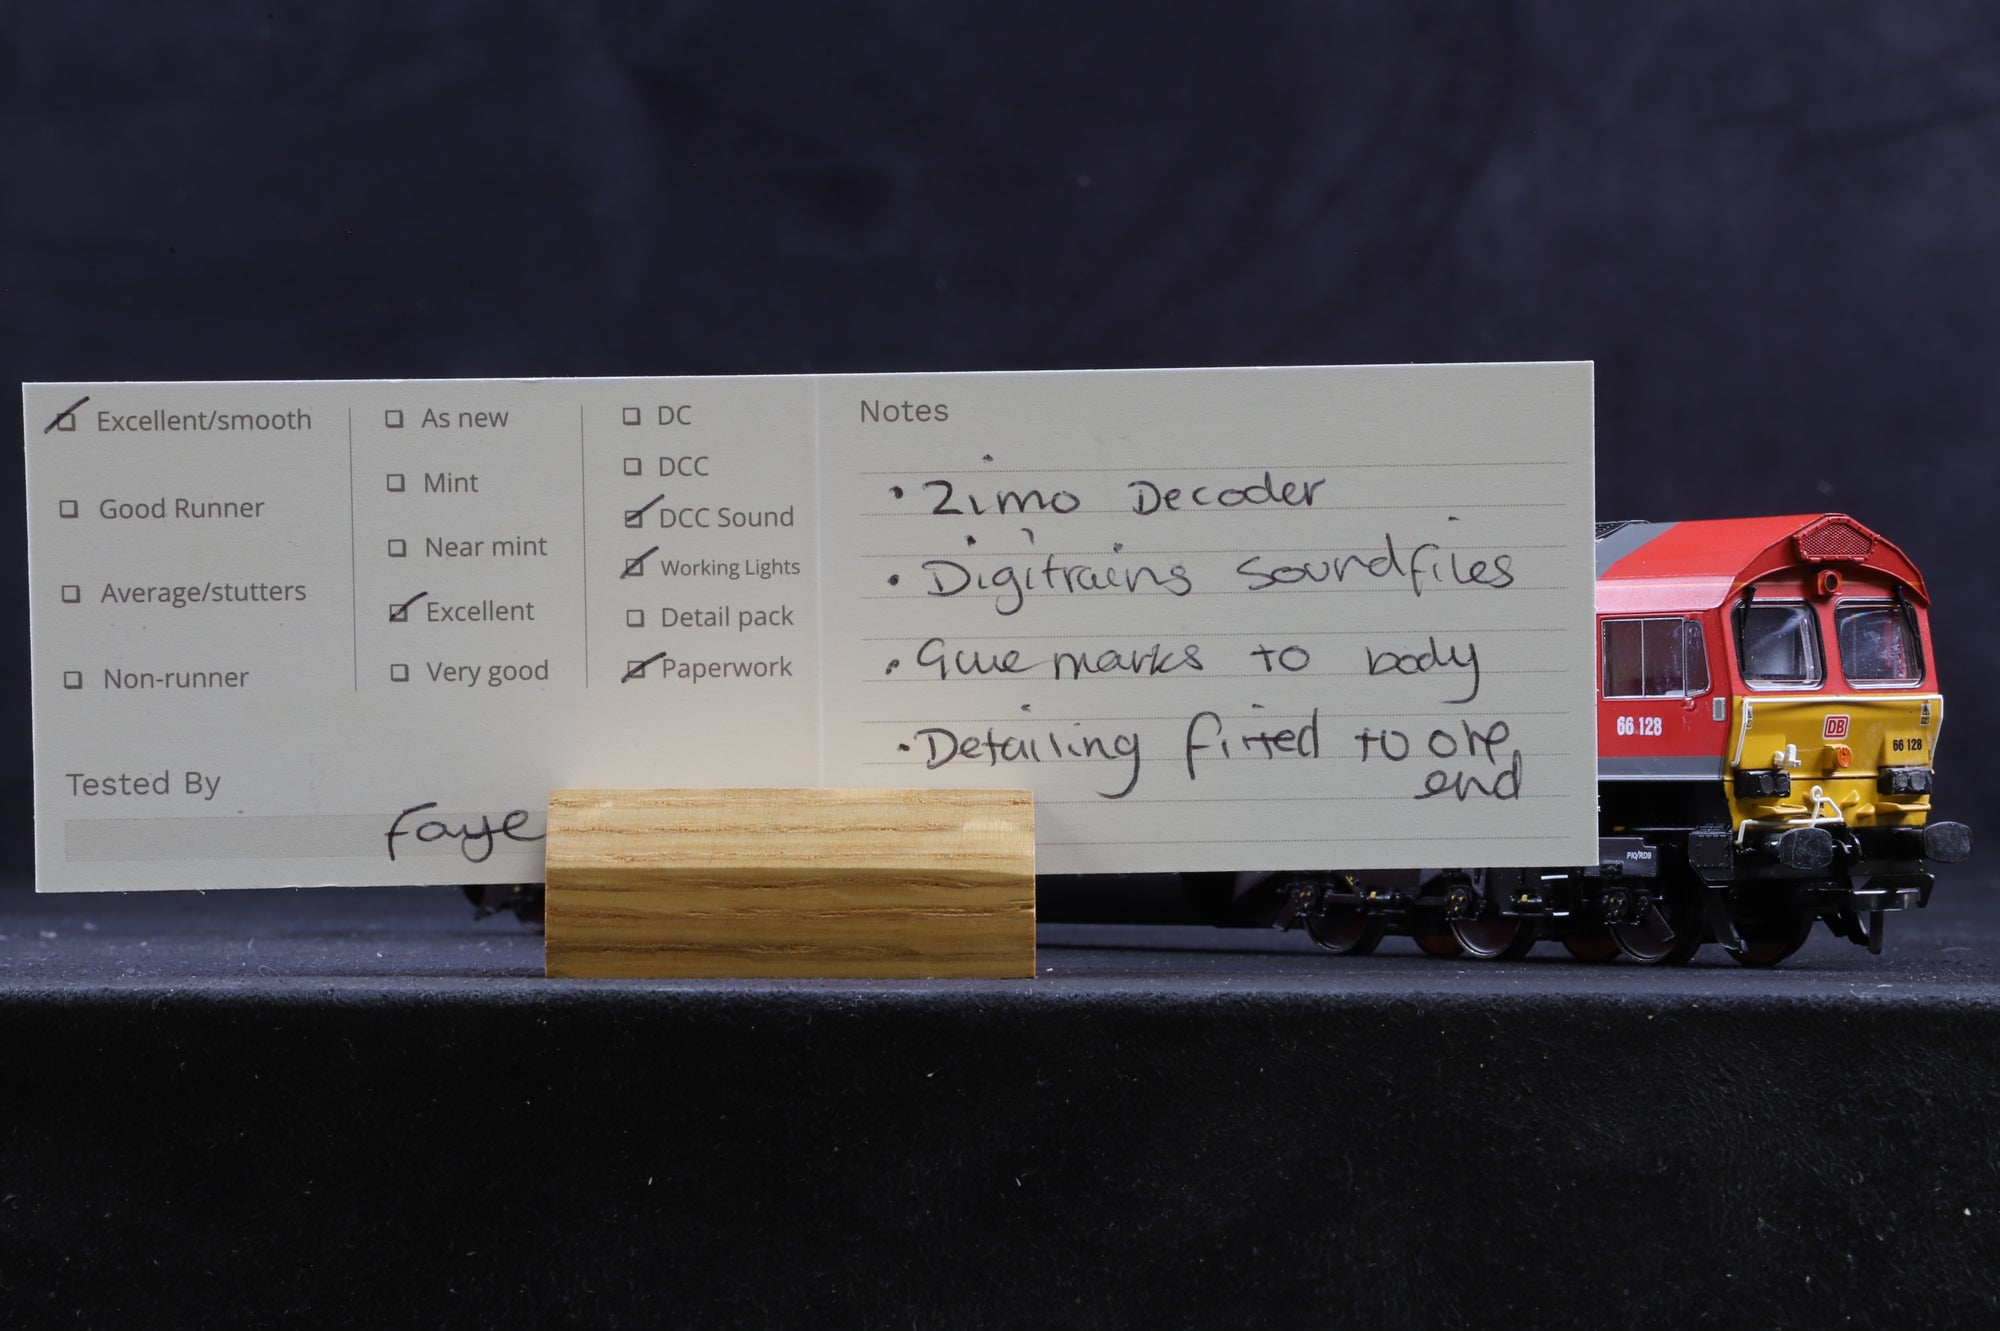 Excellent/smooth
Good Runner
Average/stutters
Non-runner
As new
Mint
Near mint
Excellent
Very good
DC
DCC
DCC Sound
Working Lights
Detail pack
Paperwork
Tested By
Faye
Notes
• Zimo Decoder
• Digitrains soundfiles
• Glue marks to body
• Detailing fitted to one
end
66 128
DB
66 128